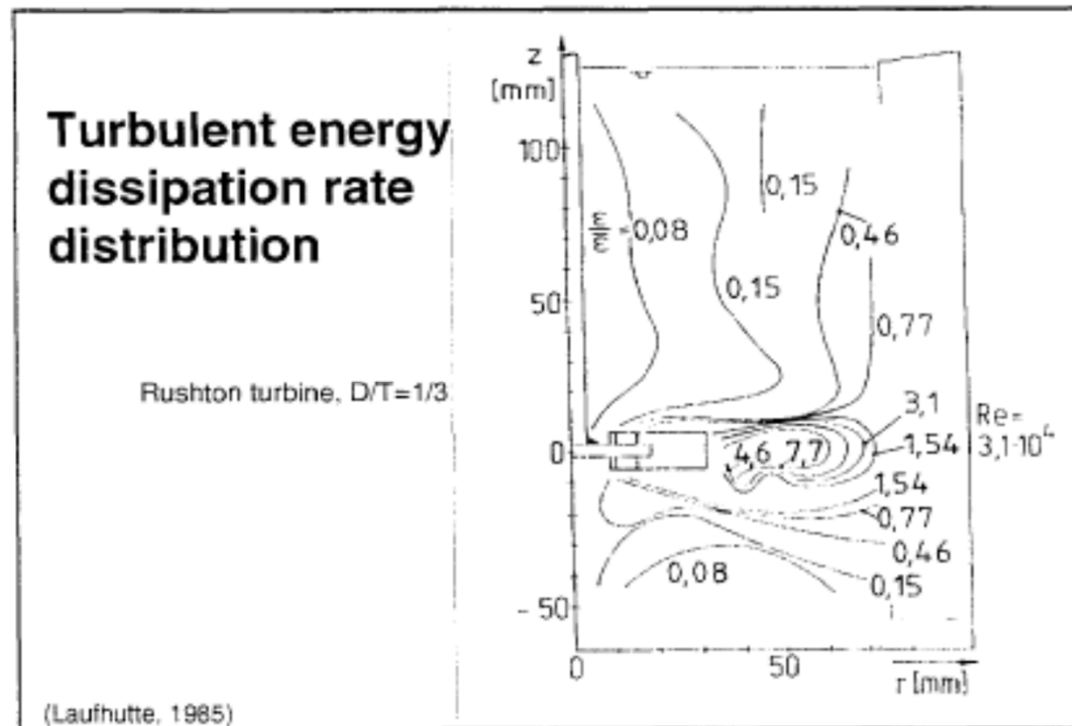 Turbulent energy
dissipation rate
distribution
Rushton turbine, D/T=1/3
(Laufhutte, 1985)
z
[mm]
100
50
0
- 50
0
50
r [mm]
= 0,08
0,15
0,46
0,15
0,77
3,1
1,54
4,6
7,7
Re =
3,1·10⁴
1,54
0,77
0,46
0,15
0,08